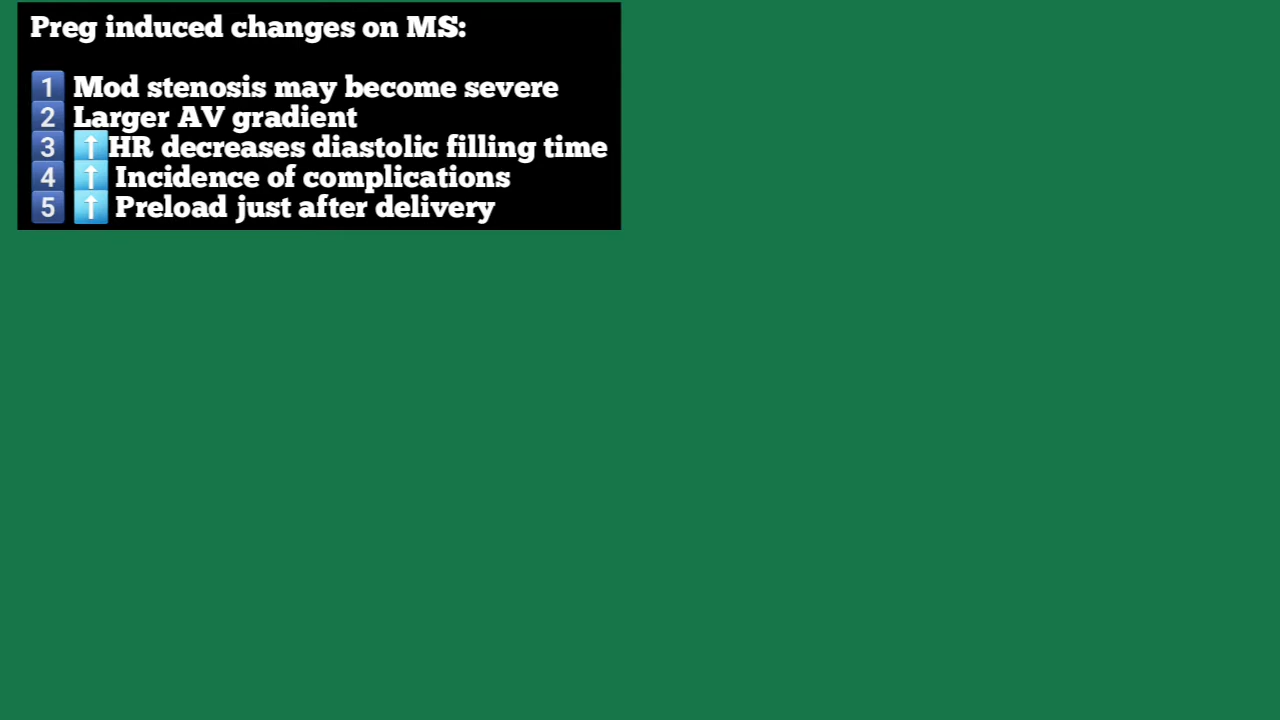 Preg induced changes on MS:
1️⃣ Mod stenosis may become severe
2️⃣ Larger AV gradient
3️⃣ ⬆️HR decreases diastolic filling time
4️⃣ ⬆️ Incidence of complications
5️⃣ ⬆️ Preload just after delivery